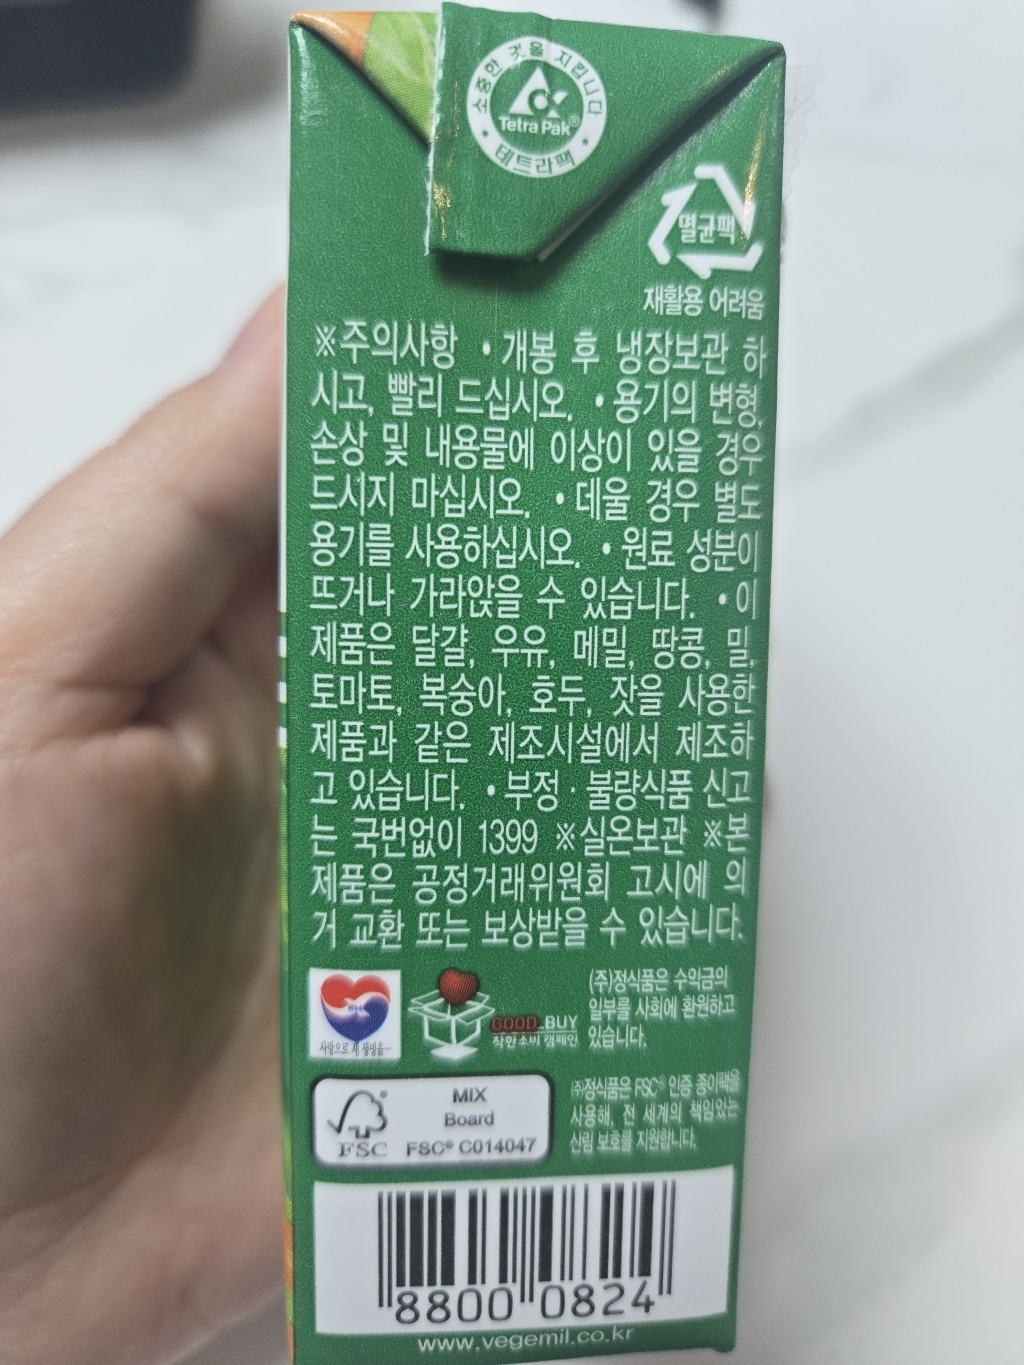 소중한 것을 지킵니다
Tetra Pak®
테트라팩
멸균팩
재활용 어려움
※주의사항 • 개봉 후 냉장보관 하
시고, 빨리 드십시오. • 용기의 변형,
손상 및 내용물에 이상이 있을 경우
드시지 마십시오. • 데울 경우 별도
용기를 사용하십시오. • 원료 성분이
뜨거나 가라앉을 수 있습니다. • 이
제품은 달걀, 우유, 메밀, 땅콩, 밀,
토마토, 복숭아, 호두, 잣을 사용한
제품과 같은 제조시설에서 제조하
고 있습니다. • 부정 · 불량식품 신고
는 국번없이 1399 ※실온보관 ※본
제품은 공정거래위원회 고시에 의
거 교환 또는 보상받을 수 있습니다.
사랑으로 새 생명을...
GOOD_BUY
착한소비 캠페인
(주)정식품은 수익금의
일부를 사회에 환원하고
있습니다.
FSC
MIX
Board
FSC® C014047
㈜정식품은 FSC® 인증 종이팩을
사용해, 전 세계의 책임있는
산림 보호를 지원합니다.
8800 0824
www.vegemil.co.kr